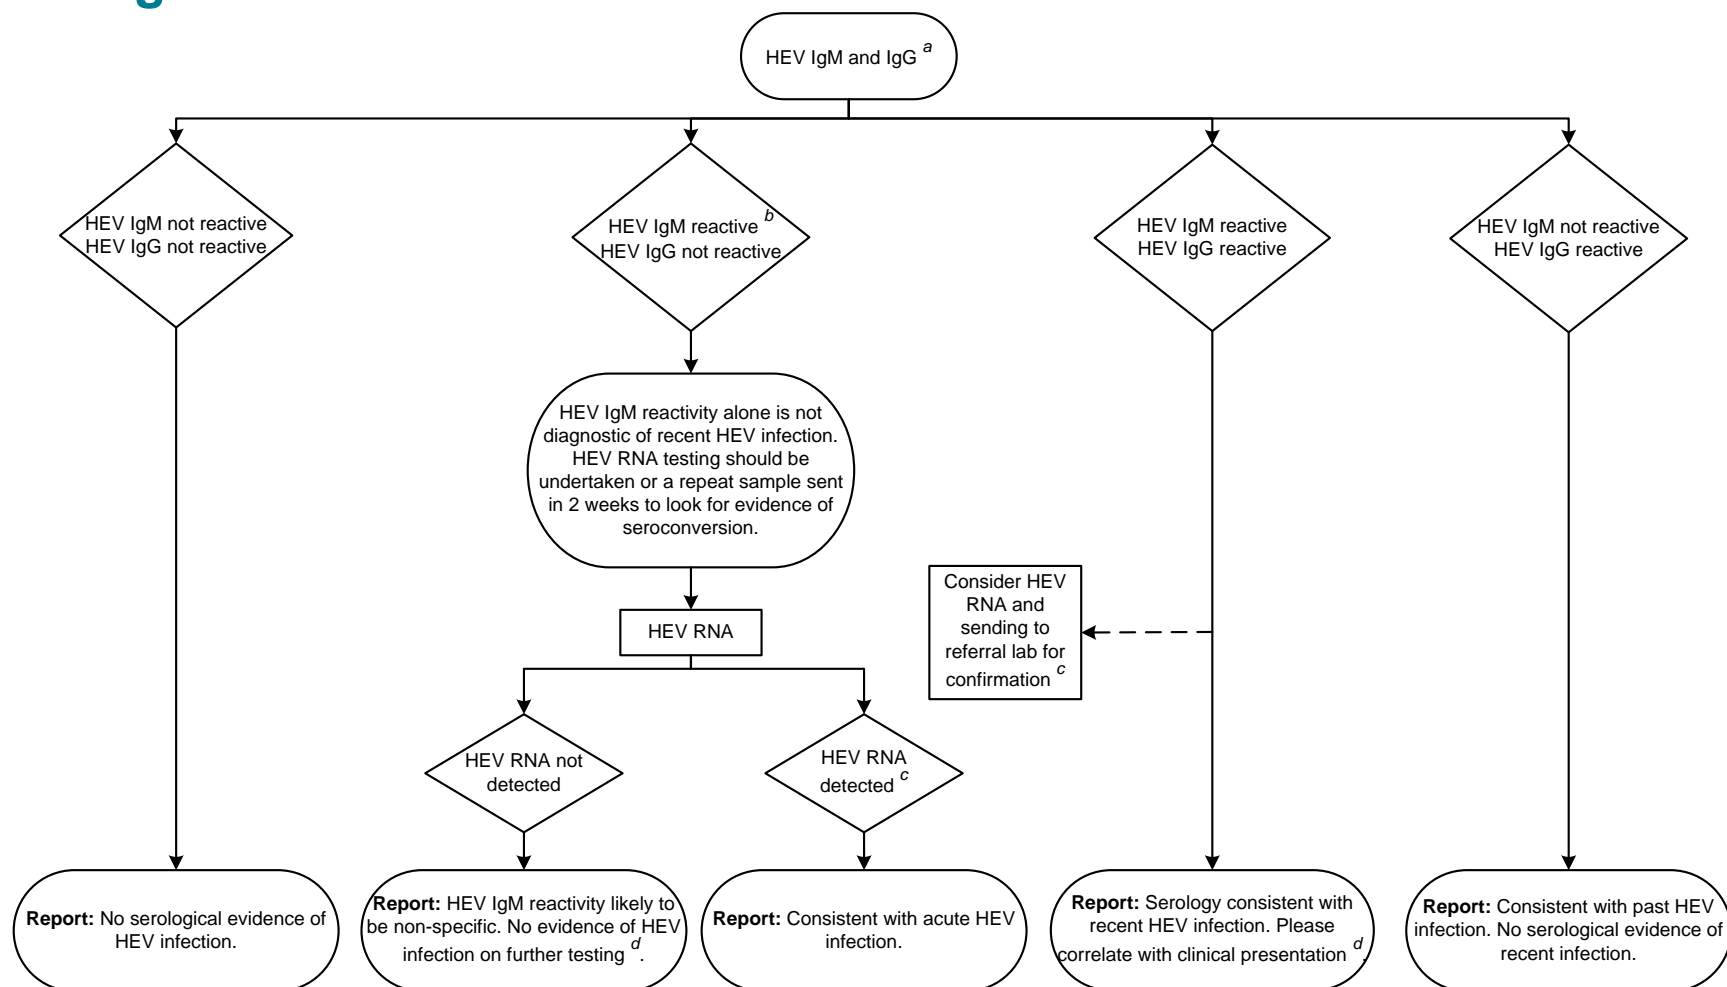 g
HEV IgM and IgG a
HEV IgM not reactive
HEV IgG not reactive
HEV IgM reactive b
HEV IgG not reactive
HEV IgM reactive
HEV IgG reactive
HEV IgM not reactive
HEV IgG reactive
HEV IgM reactivity alone is not
diagnostic of recent HEV infection.
HEV RNA testing should be
undertaken or a repeat sample sent
in 2 weeks to look for evidence of
seroconversion.
HEV RNA
Consider HEV
RNA and
sending to
referral lab for
confirmation c
HEV RNA not
detected
HEV RNA
detected c
Report: No serological evidence of
HEV infection.
Report: HEV IgM reactivity likely to
be non-specific. No evidence of HEV
infection on further testing d.
Report: Consistent with acute HEV
infection.
Report: Serology consistent with
recent HEV infection. Please
correlate with clinical presentation d.
Report: Consistent with past HEV
infection. No serological evidence of
recent infection.